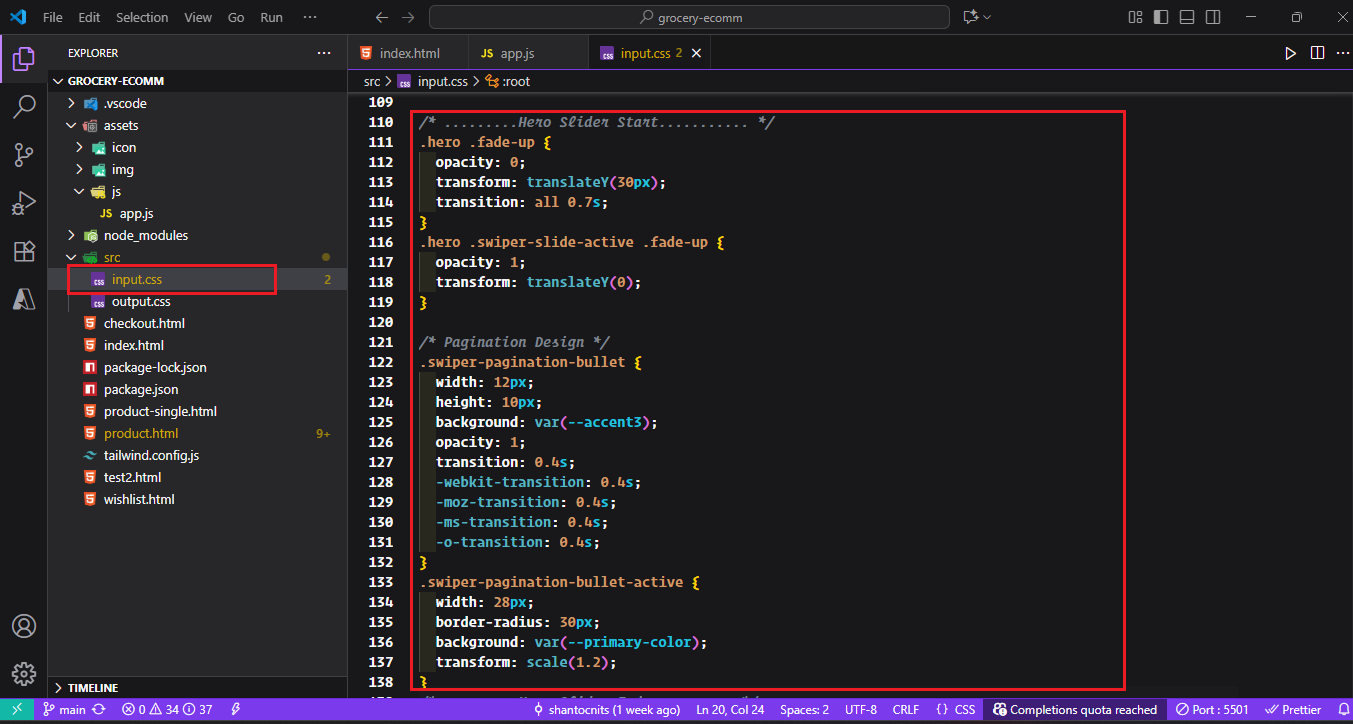 File Edit Selection View Go Run ··· grocery-ecomm
EXPLORER ···
index.html
JS app.js
css input.css 2
src > css input.css > :root
GROCERY-ECOMM
.vscode
assets
icon
img
js
JS app.js
node_modules
src
css input.css 2
css output.css
checkout.html
index.html
package-lock.json
package.json
product-single.html
product.html 9+
tailwind.config.js
test2.html
wishlist.html
TIMELINE
109
110 /* .........Hero Slider Start........... */
111 .hero .fade-up {
112 opacity: 0;
113 transform: translateY(30px);
114 transition: all 0.7s;
115 }
116 .hero .swiper-slide-active .fade-up {
117 opacity: 1;
118 transform: translateY(0);
119 }
120
121 /* Pagination Design */
122 .swiper-pagination-bullet {
123 width: 12px;
124 height: 10px;
125 background: var(--accent3);
126 opacity: 1;
127 transition: 0.4s;
128 -webkit-transition: 0.4s;
129 -moz-transition: 0.4s;
130 -ms-transition: 0.4s;
131 -o-transition: 0.4s;
132 }
133 .swiper-pagination-bullet-active {
134 width: 28px;
135 border-radius: 30px;
136 background: var(--primary-color);
137 transform: scale(1.2);
138 }
main 0 34 37 shantocnits (1 week ago) Ln 20, Col 24 Spaces: 2 UTF-8 CRLF {} CSS Completions quota reached Port : 5501 Prettier